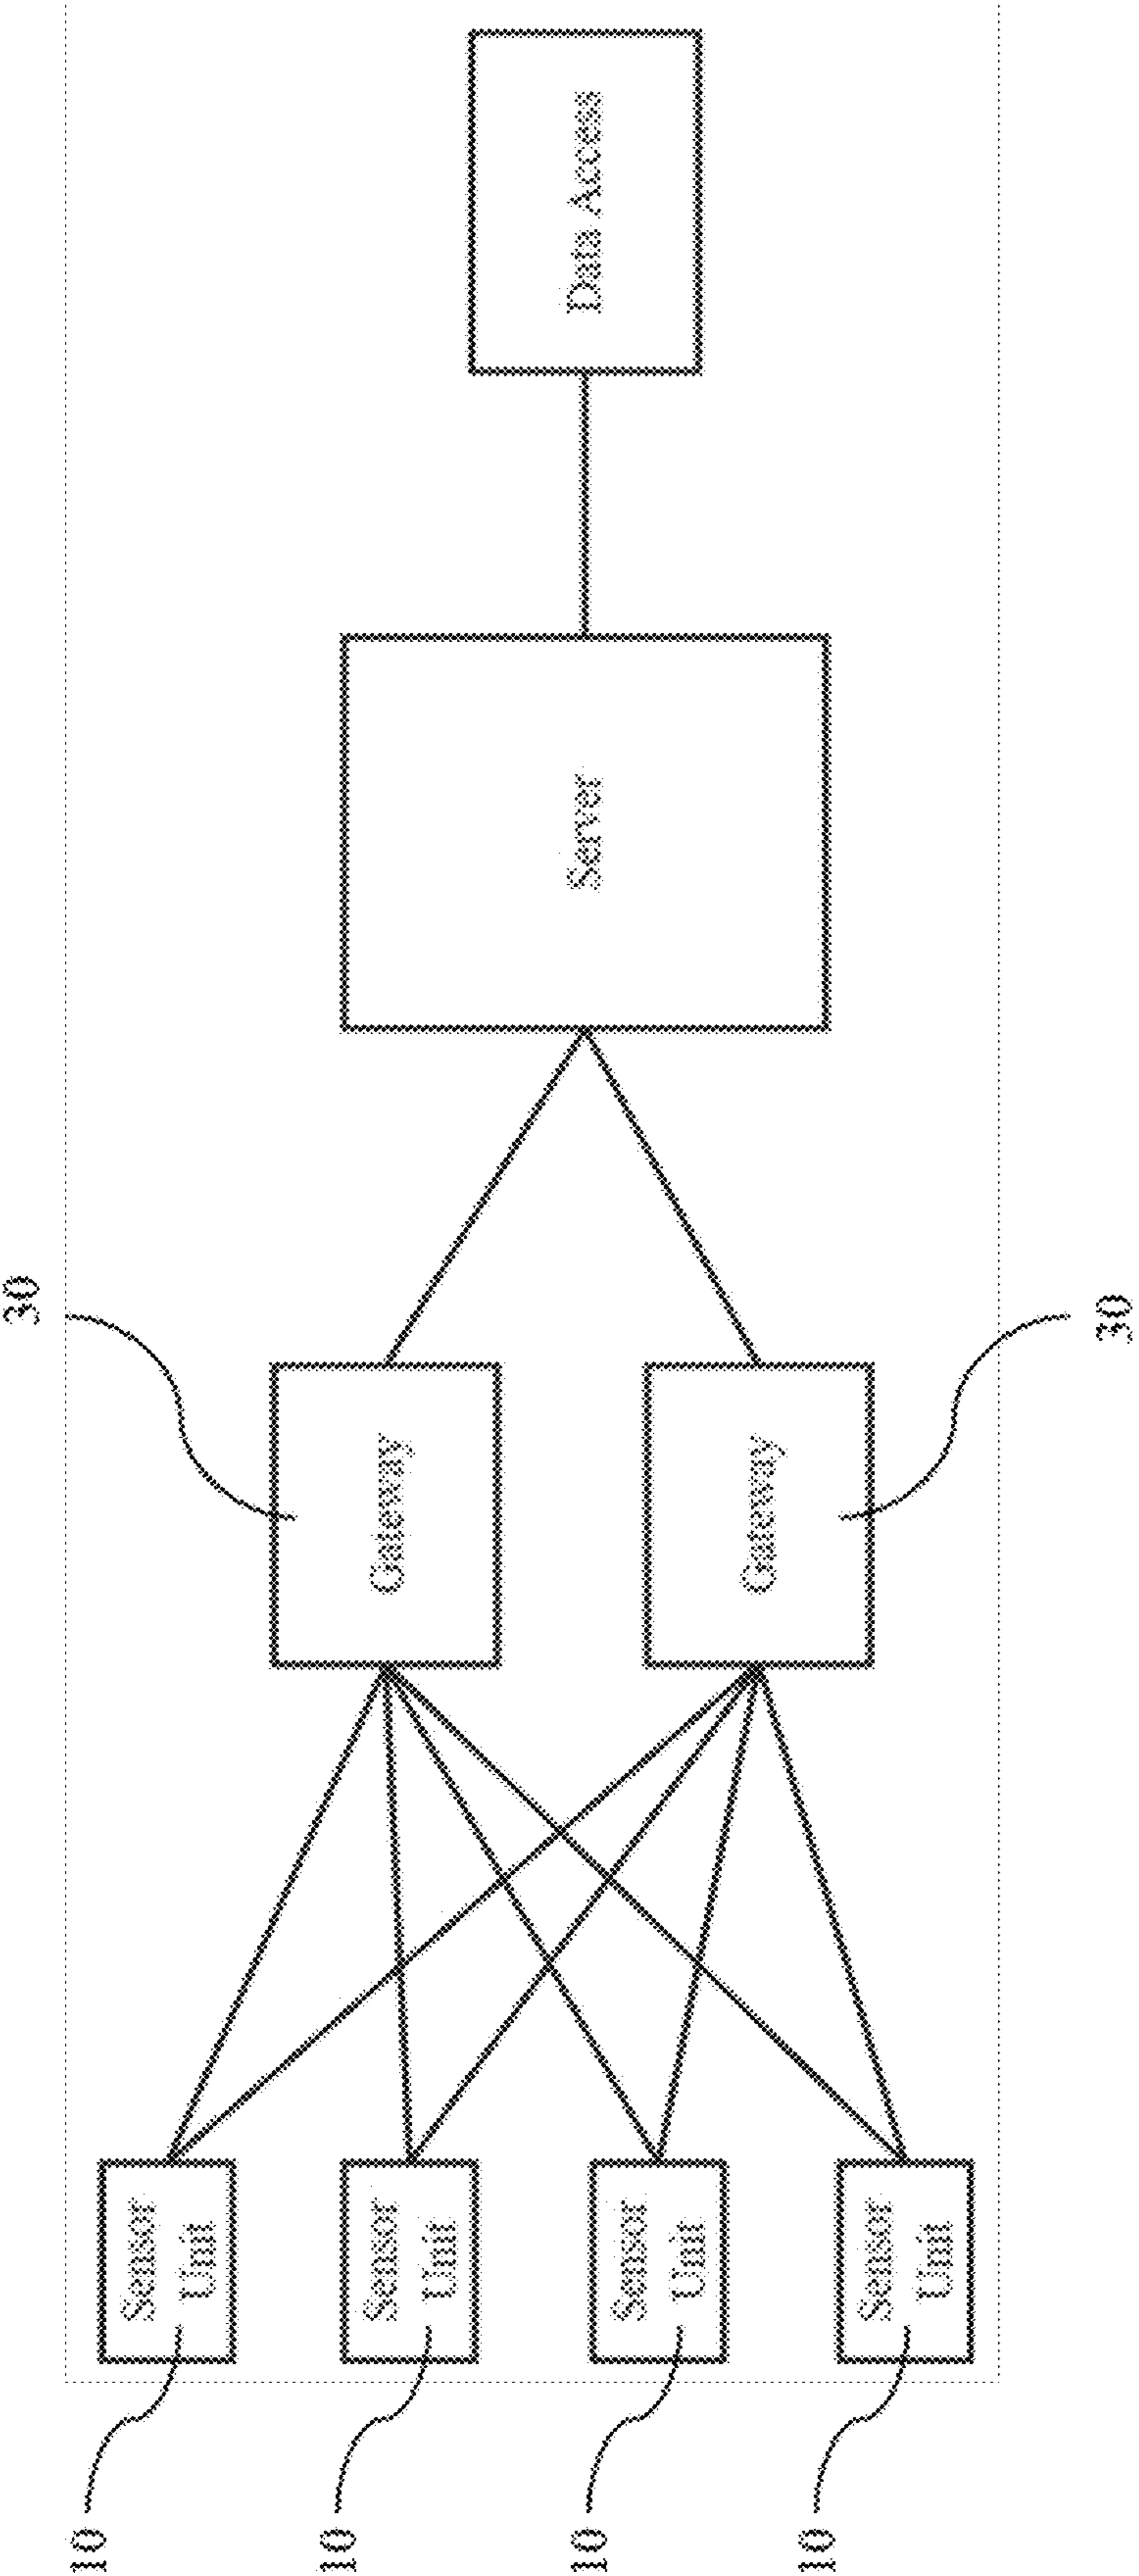 10
Sensor
Unit
10
Sensor
Unit
10
Sensor
Unit
10
Sensor
Unit
30
Gateway
Gateway
30
Server
Data Access